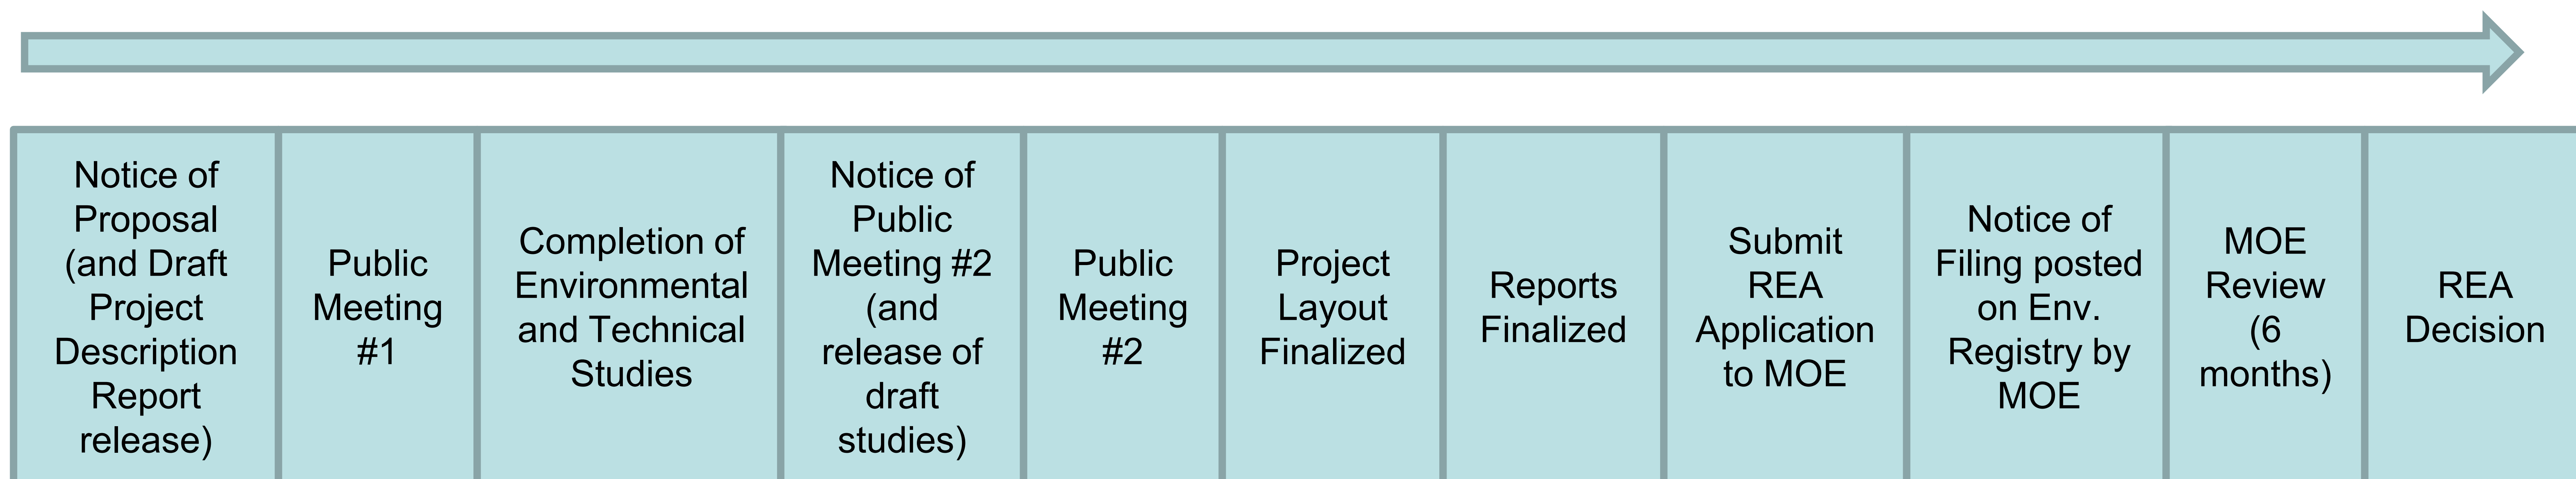 Notice of
Proposal
(and Draft
Project
Description
Report
release)
Public
Meeting
#1
Completion of
Environmental
and Technical
Studies
Notice of
Public
Meeting #2
(and
release of
draft
studies)
Public
Meeting
#2
Project
Layout
Finalized
Reports
Finalized
Submit
REA
Application
to MOE
Notice of
Filing posted
on Env.
Registry by
MOE
MOE
Review
(6
months)
REA
Decision